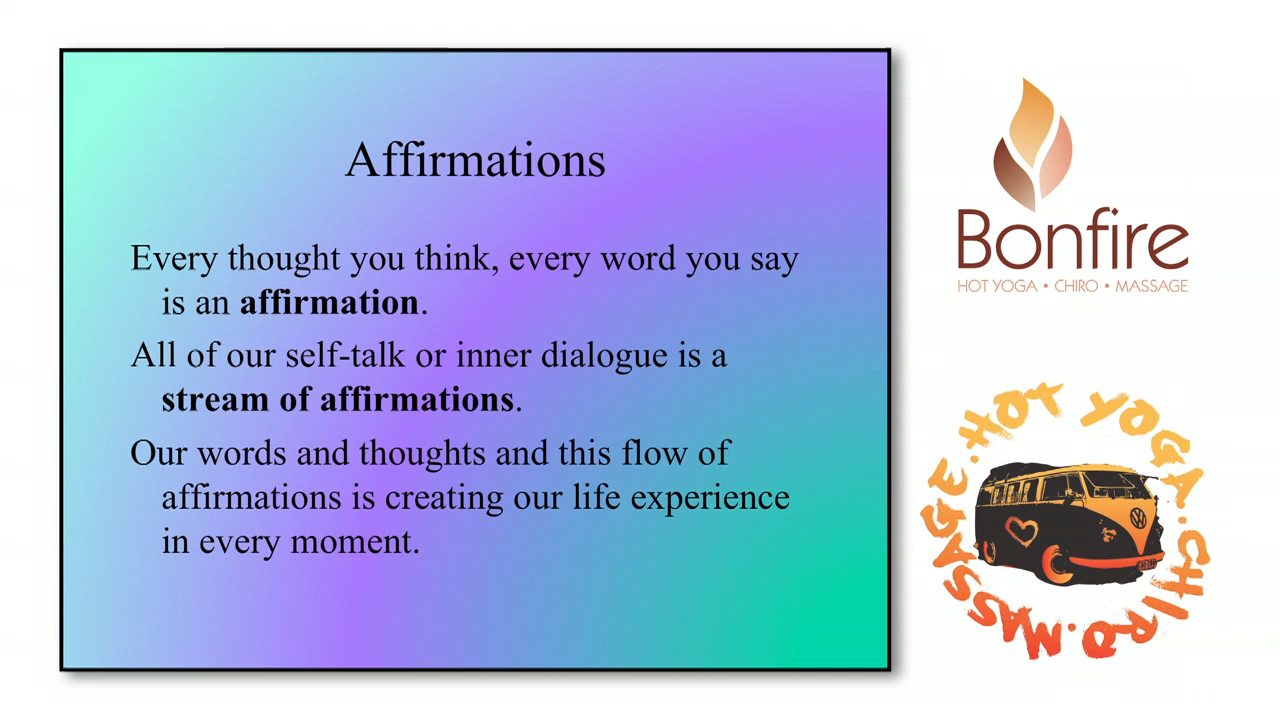 Affirmations
Every thought you think, every word you say
is an affirmation.
All of our self-talk or inner dialogue is a
stream of affirmations.
Our words and thoughts and this flow of
affirmations is creating our life experience
in every moment.
Bonfire
HOT YOGA • CHIRO • MASSAGE
HOT YOGA.CHIRO.MASSAGE.
VW